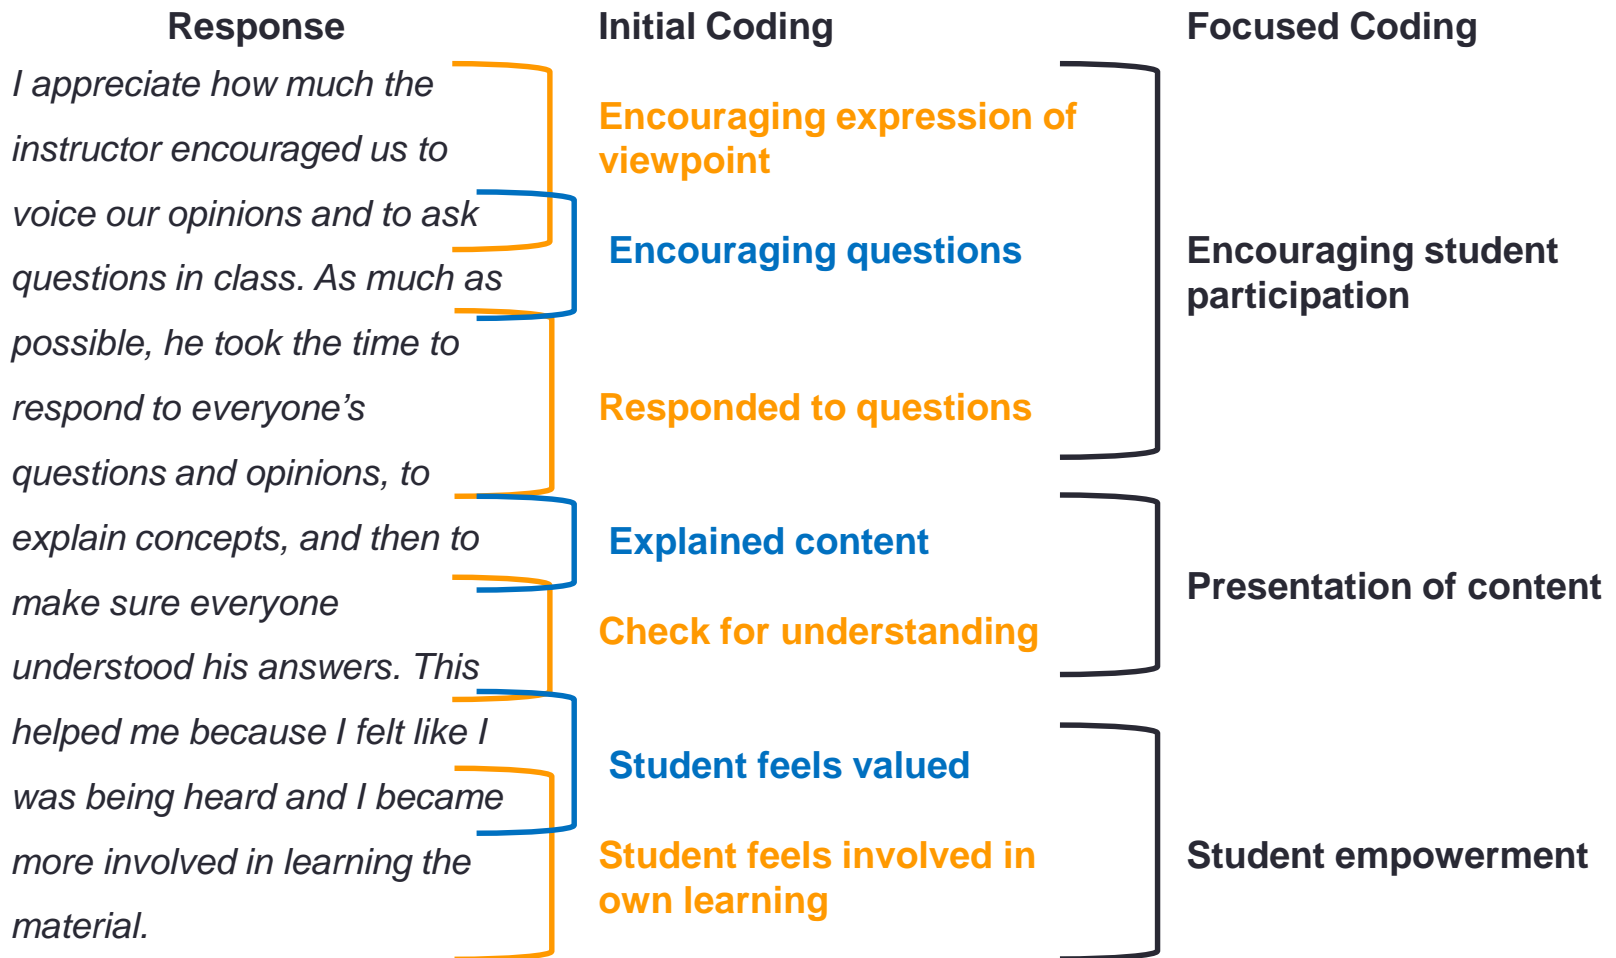 Response
I appreciate how much the
instructor encouraged us to
voice our opinions and to ask
questions in class. As much as
possible, he took the time to
respond to everyone’s
questions and opinions, to
explain concepts, and then to
make sure everyone
understood his answers. This
helped me because I felt like I
was being heard and I became
more involved in learning the
material.
Initial Coding
Encouraging expression of
viewpoint
Encouraging questions
Responded to questions
Explained content
Check for understanding
Student feels valued
Student feels involved in
own learning
Focused Coding
Encouraging student
participation
Presentation of content
Student empowerment